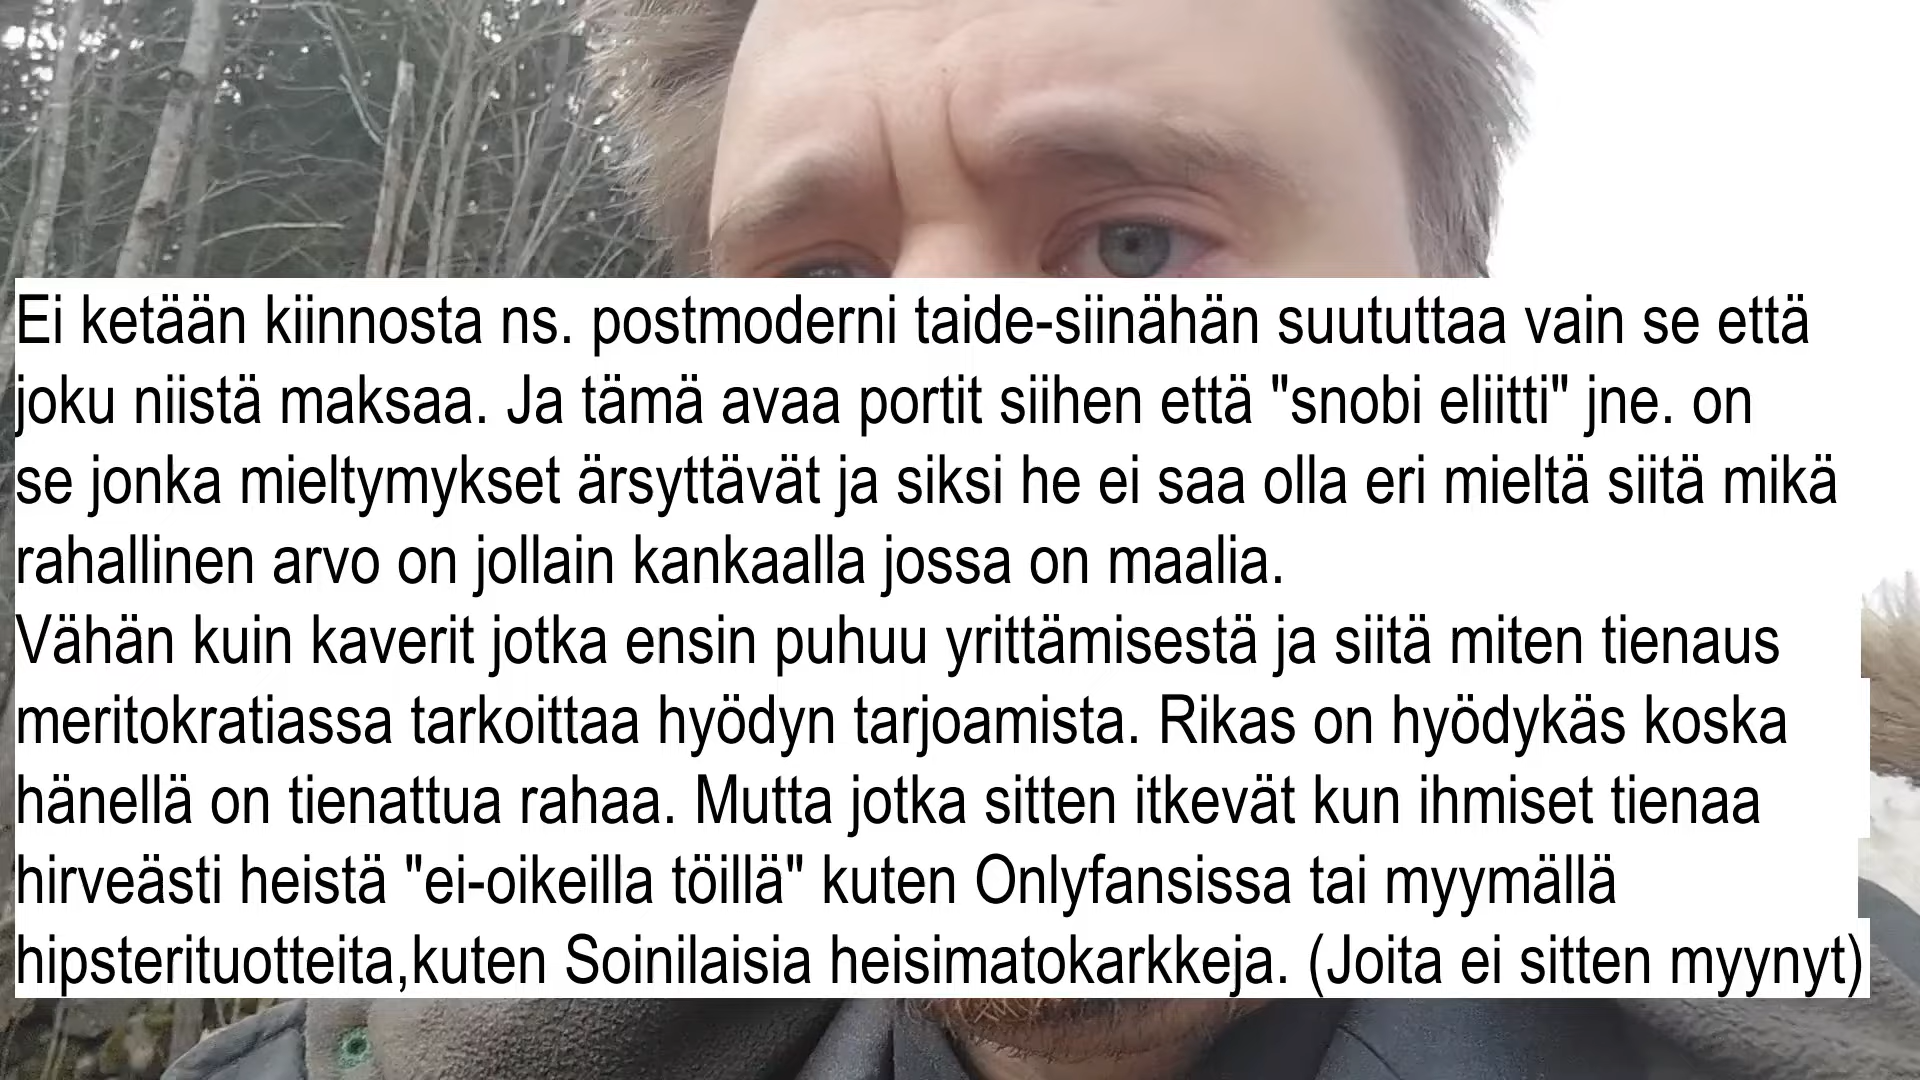 Ei ketään kiinnosta ns. postmoderni taide-siinähän suututtaa vain se että
joku niistä maksaa. Ja tämä avaa portit siihen että "snobi eliitti" jne. on
se jonka mieltymykset ärsyttävät ja siksi he ei saa olla eri mieltä siitä mikä
rahallinen arvo on jollain kankaalla jossa on maalia.
Vähän kuin kaverit jotka ensin puhuu yrittämisestä ja siitä miten tienaus
meritokratiassa tarkoittaa hyödyn tarjoamista. Rikas on hyödykäs koska
hänellä on tienattua rahaa. Mutta jotka sitten itkevät kun ihmiset tienaa
hirveästi heistä "ei-oikeilla töillä" kuten Onlyfansissa tai myymällä
hipsterituotteita,kuten Soinilaisia heisimatokarkkeja. (Joita ei sitten myynyt)